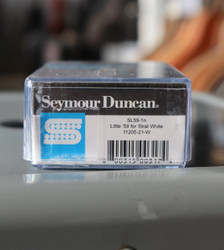 Seymour Duncan
SL59-1n
Little '59 for Strat White
11205-21-W